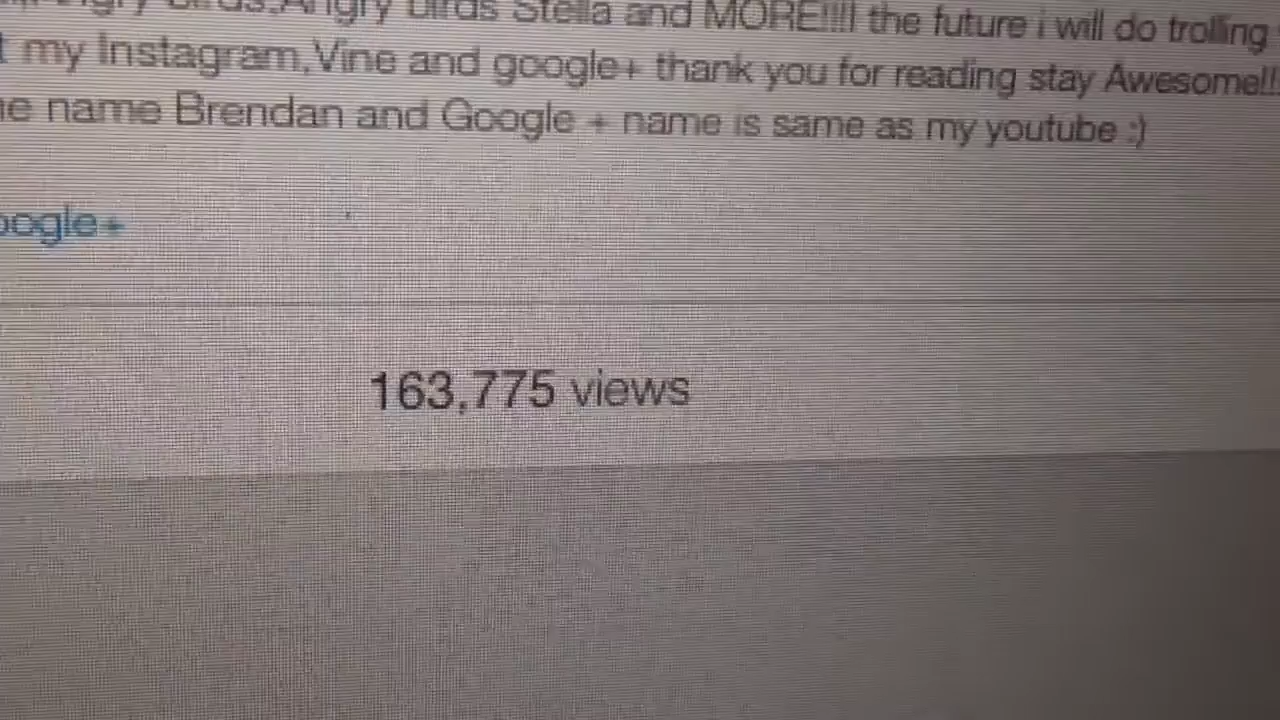 Angry Birds Stella and MORE!!!I the future i will do trolling
my Instagram,Vine and google+ thank you for reading stay Awesome!!
name Brendan and Google + name is same as my youtube :)
163,775 views